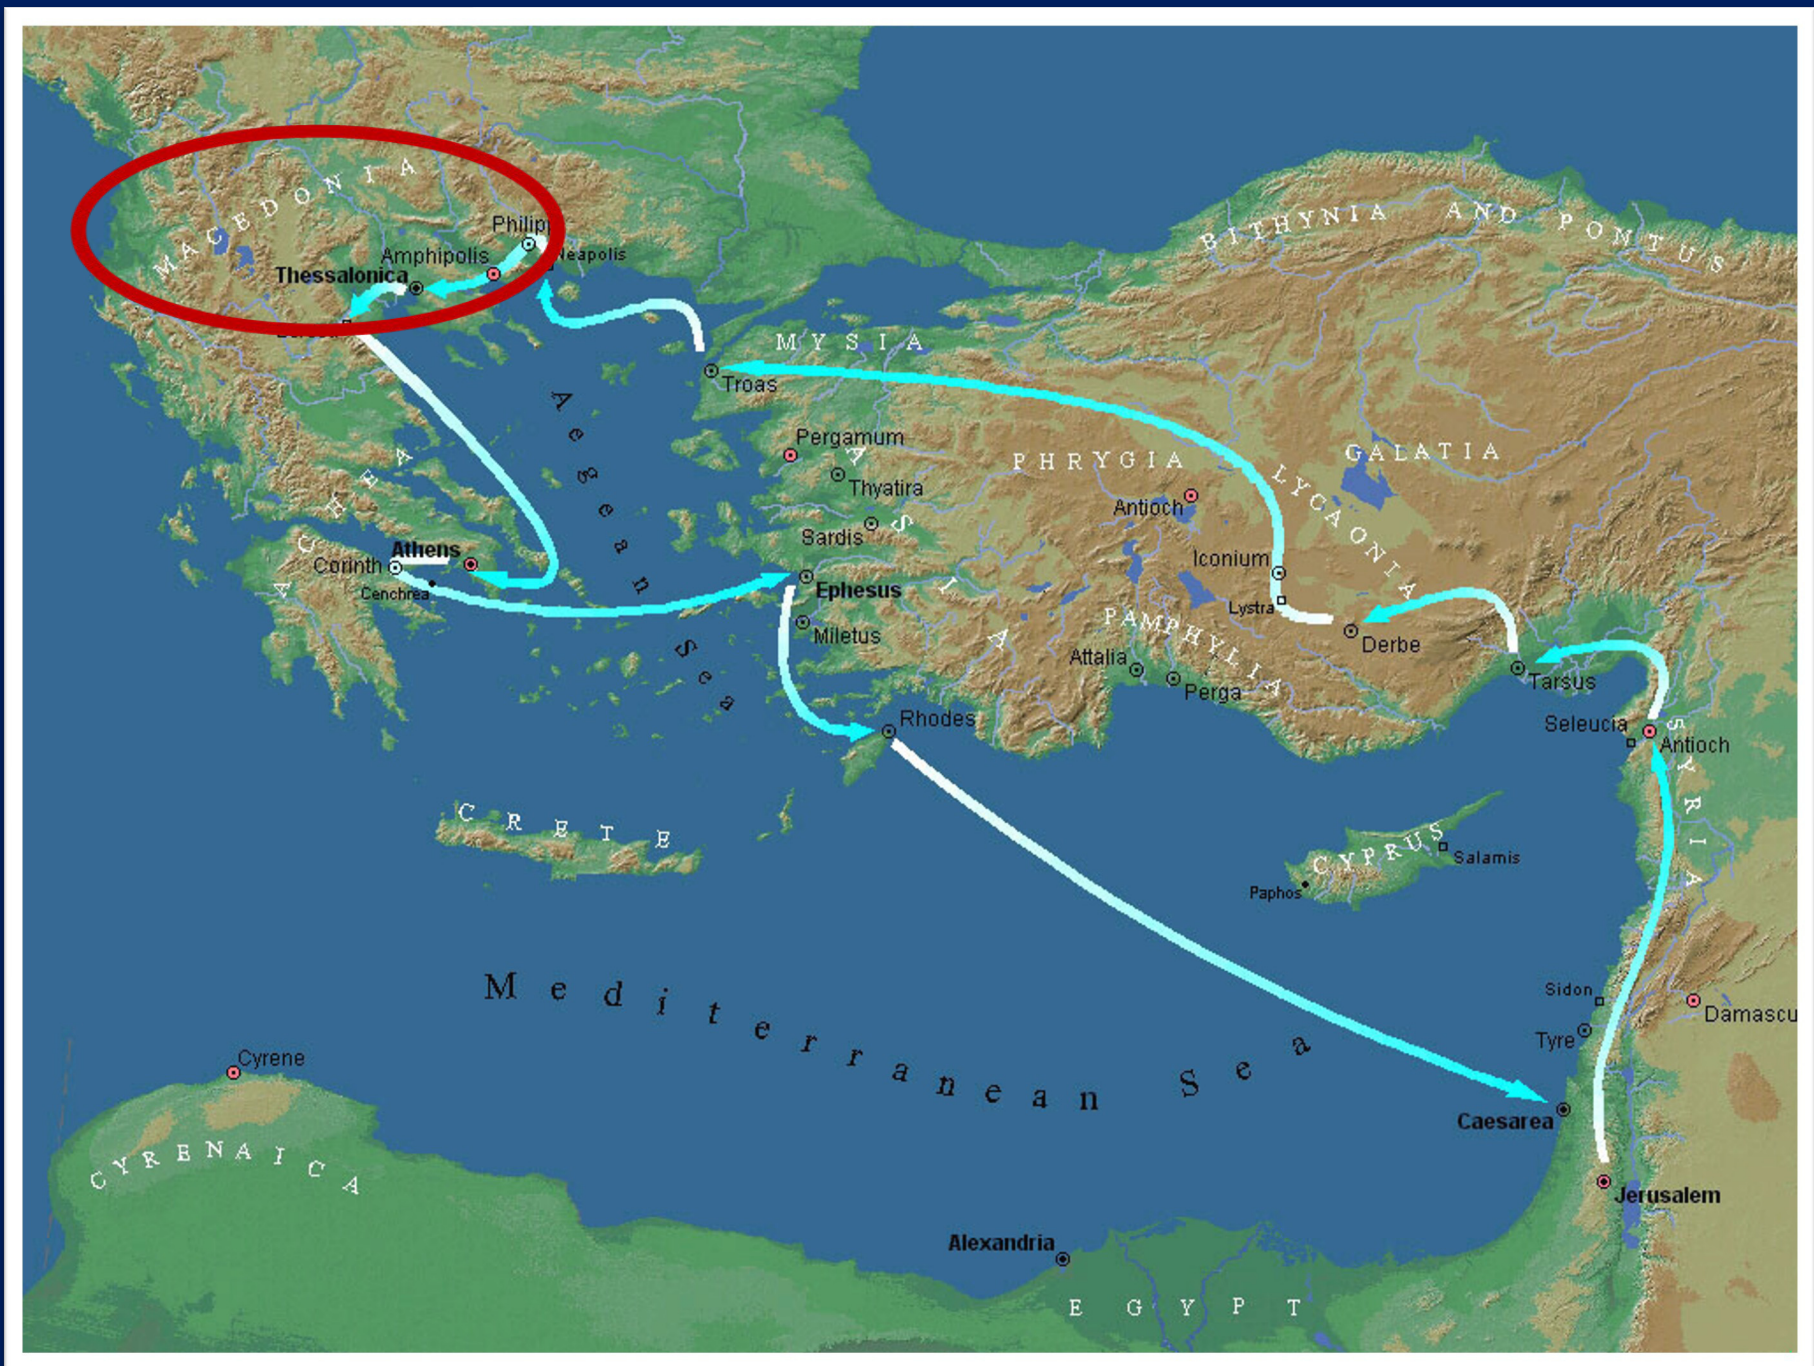 MACEDONIA
Philipp
Neapolis
Amphipolis
Thessalonica
BITHYNIA AND PONTUS
MYSIA
Troas
Aegean Sea
Pergamum
Thyatira
Sardis
ASIA
PHRYGIA
Antioch
GALATIA
LYCAONIA
Iconium
Lystra
Derbe
ACHEA
Athens
Corinth
Cenchrea
Ephesus
Miletus
PAMPHYLIA
Attalia
Perga
Tarsus
Seleucia
Antioch
SYRIA
Rhodes
CRETE
CYPRUS
Salamis
Paphos
Mediterranean Sea
Sidon
Tyre
Damascu
Cyrene
CYRENAICA
Caesarea
Jerusalem
Alexandria
EGYPT